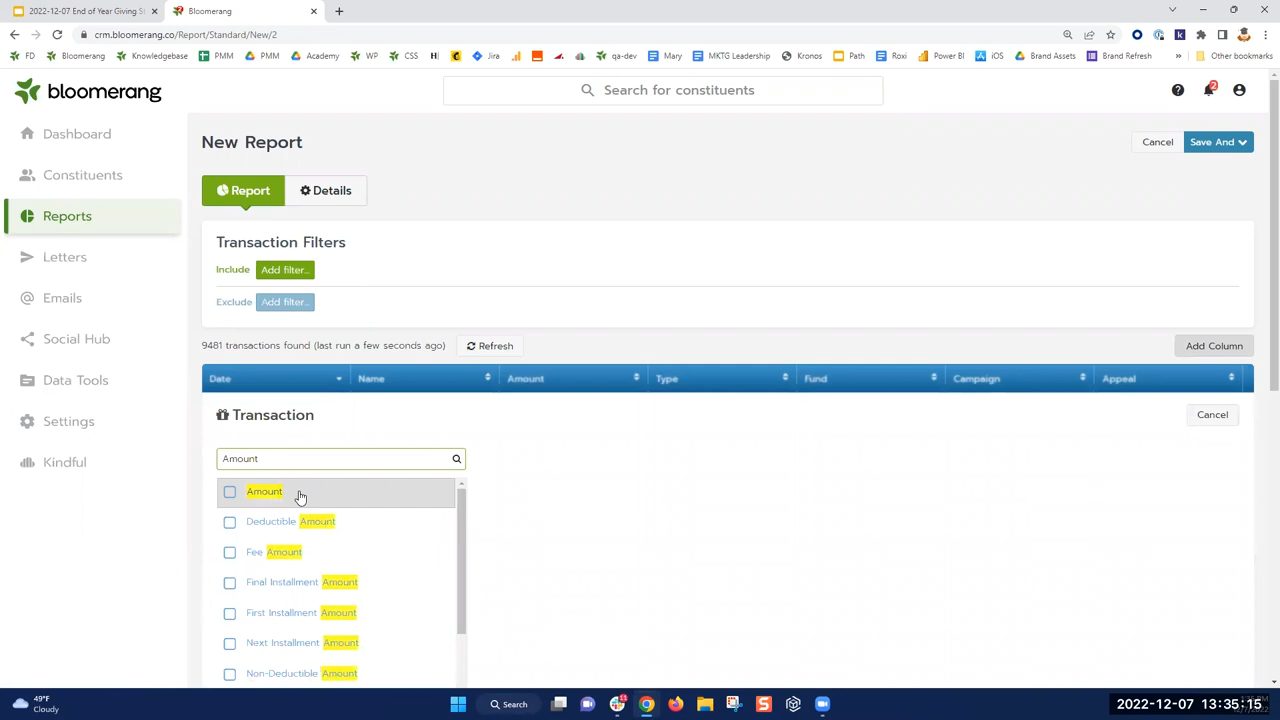 2022-12-07 End of Year Giving St
Bloomerang
crm.bloomerang.co/Report/Standard/New/2
FD
Bloomerang
Knowledgebase
PMM
PMM
Academy
WP
CSS
Jira
qa-dev
Mary
MKTG Leadership
Kronos
Path
Roxi
Power BI
iOS
Brand Assets
Brand Refresh
»
Other bookmarks
bloomerang
Search for constituents
2
Dashboard
Constituents
Reports
Letters
Emails
Social Hub
Data Tools
Settings
Kindful
New Report
Cancel
Save And
Report
Details
Transaction Filters
Include Add filter...
Exclude Add filter...
9481 transactions found (last run a few seconds ago)
Refresh
Add Column
Date Name Amount Type Fund Campaign Appeal
Transaction
Cancel
Amount
Amount
Deductible Amount
Fee Amount
Final Installment Amount
First Installment Amount
Next Installment Amount
Non-Deductible Amount
49°F
Cloudy
Search
11
2022-12-07 13:35:15